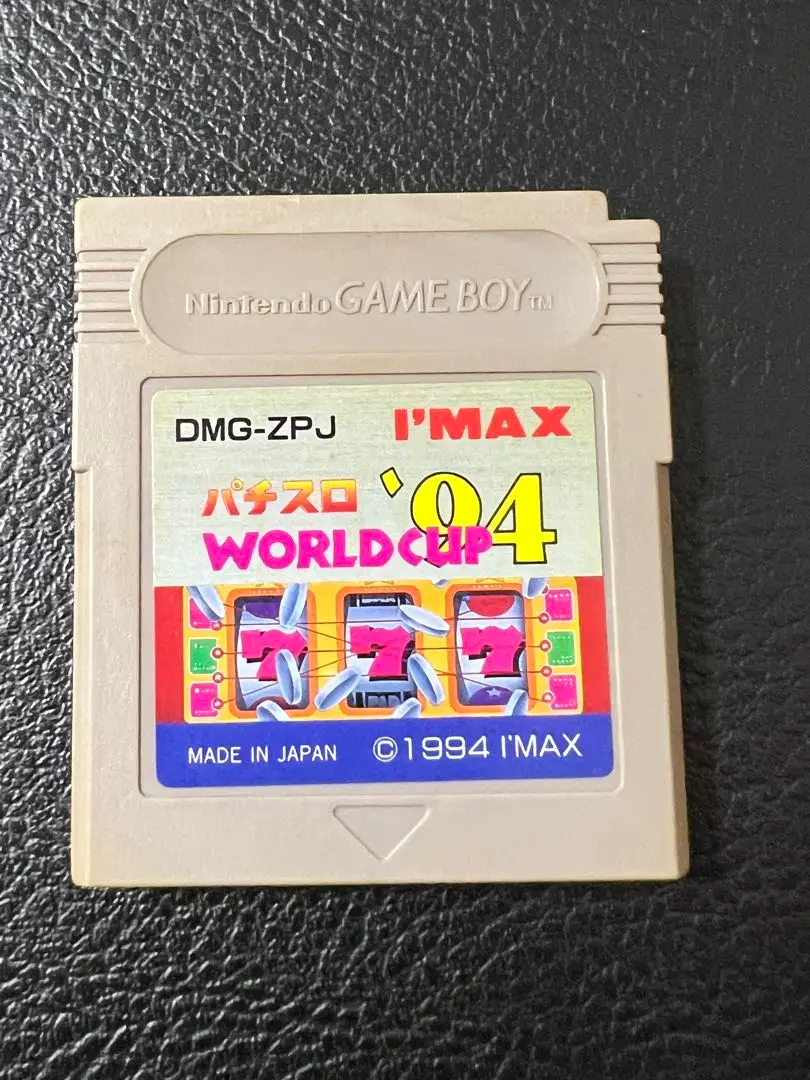 Nintendo GAME BOY™
DMG-ZPJ I'MAX
パチスロ '94
WORLD CUP
7 7 7
BAR
MADE IN JAPAN ©1994 I'MAX